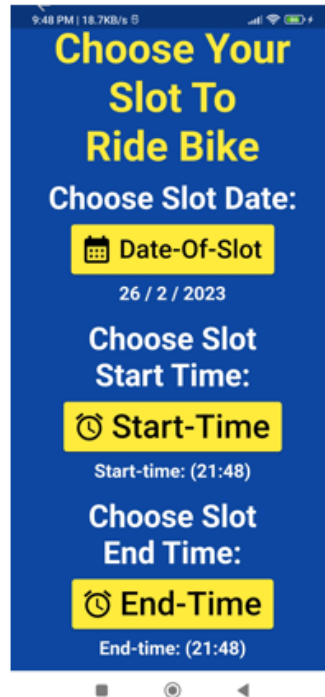 9:48 PM | 18.7KB/s
Choose Your
Slot To
Ride Bike
Choose Slot Date:
Date-Of-Slot
26 / 2 / 2023
Choose Slot
Start Time:
Start-Time
Start-time: (21:48)
Choose Slot
End Time:
End-Time
End-time: (21:48)